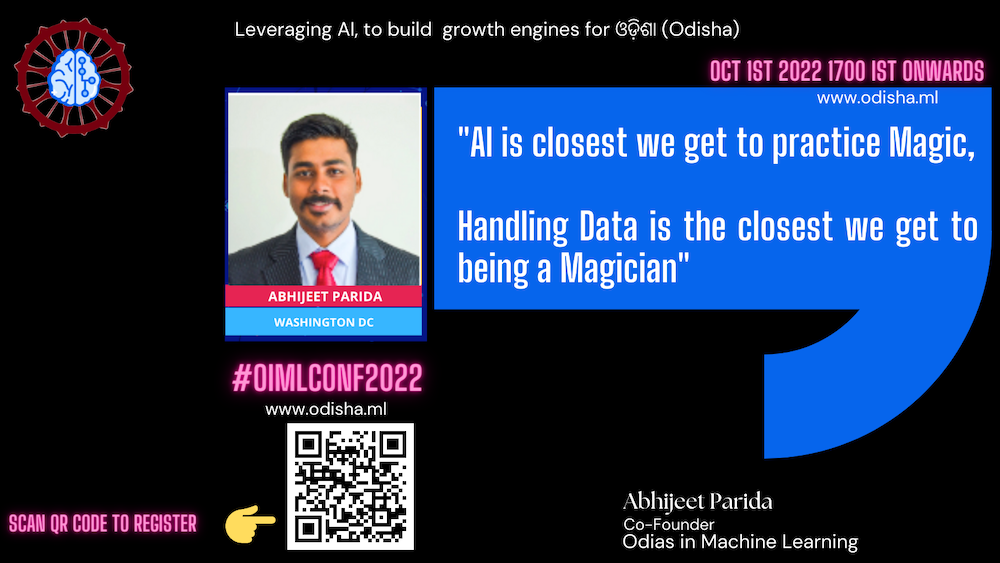 Leveraging AI, to build growth engines for ଓଡ଼ିଶା (Odisha)
OCT 1ST 2022 1700 IST ONWARDS
www.odisha.ml
"AI is closest we get to practice Magic,
Handling Data is the closest we get to
being a Magician"
ABHIJEET PARIDA
WASHINGTON DC
#OIMLCONF2022
www.odisha.ml
SCAN QR CODE TO REGISTER
Abhijeet Parida
Co-Founder
Odias in Machine Learning